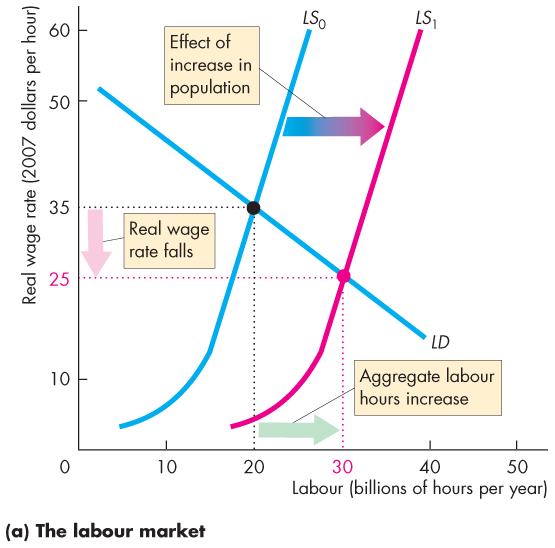 Real wage rate (2007 dollars per hour)
60
50
35
25
10
0
LS0
LS1
Effect of
increase in
population
Real wage
rate falls
LD
Aggregate labour
hours increase
10
20
30
40
50
Labour (billions of hours per year)
(a) The labour market